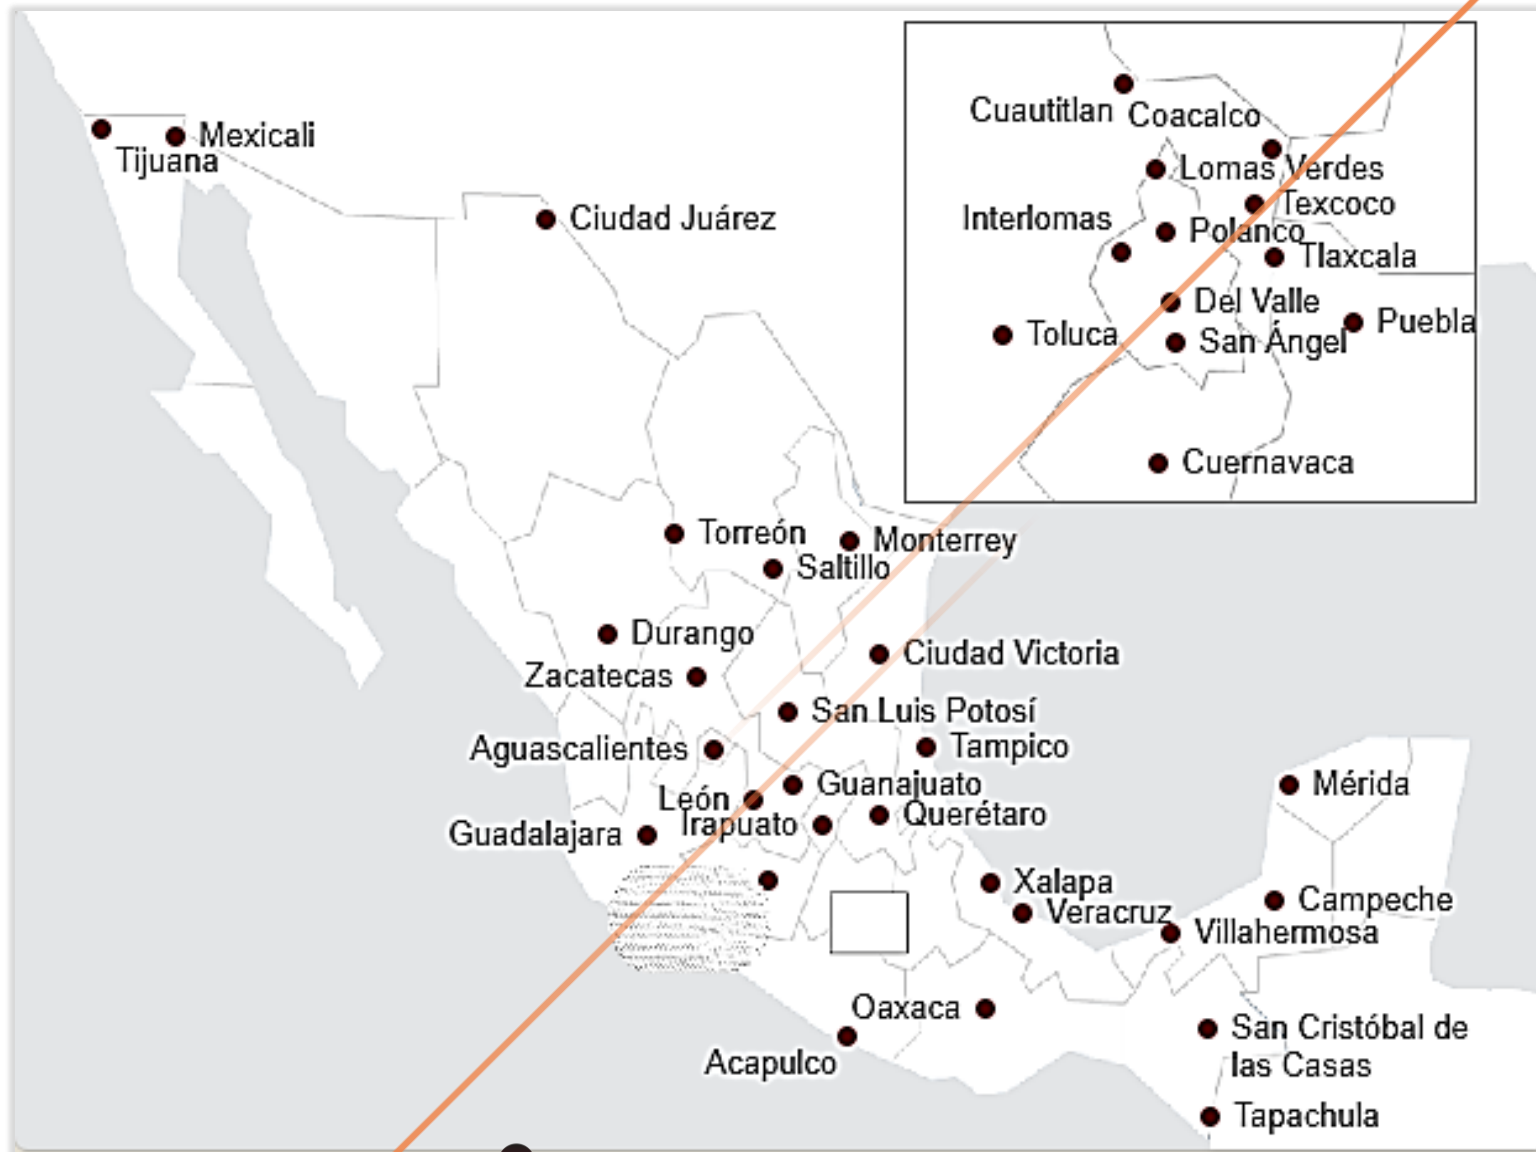 Cuautitlan
Coacalco
Mexicali
Tijuana
Lomas Verdes
Texcoco
Interlomas
Ciudad Juárez
Polanco
Tlaxcala
Del Valle
Puebla
Toluca
San Ángel
Cuernavaca
Torreón
Monterrey
Saltillo
Durango
Ciudad Victoria
Zacatecas
San Luis Potosí
Aguascalientes
Tampico
Guanajuato
Mérida
León
Irapuato
Querétaro
Guadalajara
Xalapa
Campeche
Veracruz
Villahermosa
Oaxaca
San Cristóbal de
las Casas
Acapulco
Tapachula